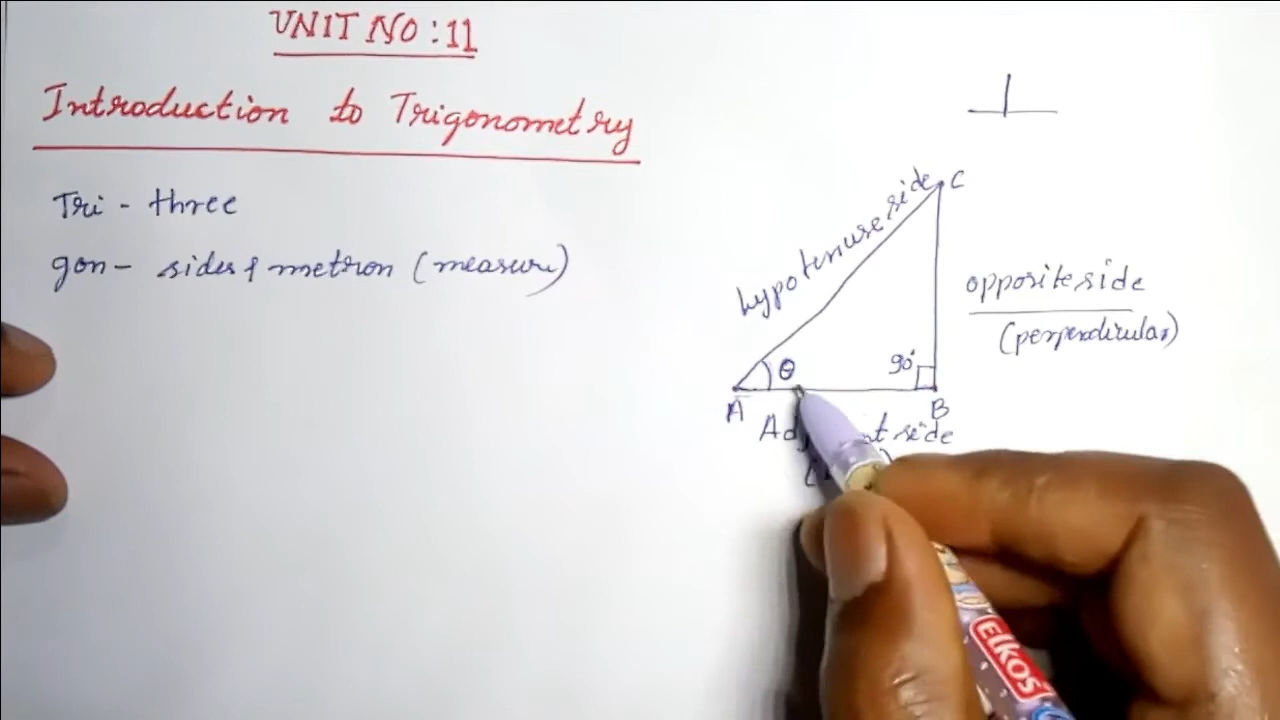 UNIT NO : 11
Introduction to Trigonometry
Tri - three
gon - sides & metron (measure)
C
hypotenuse side
opposite side
(perpendicular)
θ
90°
A
B
side
Elkos